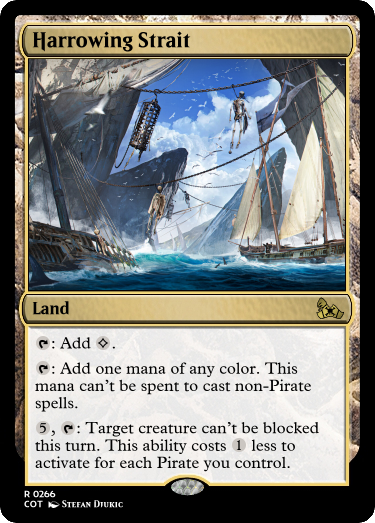 Harrowing Strait
Land
: Add .
: Add one mana of any color. This
mana can't be spent to cast non-Pirate
spells.
5, : Target creature can't be blocked
this turn. This ability costs 1 less to
activate for each Pirate you control.
R 0266
COT Stefan Djukic